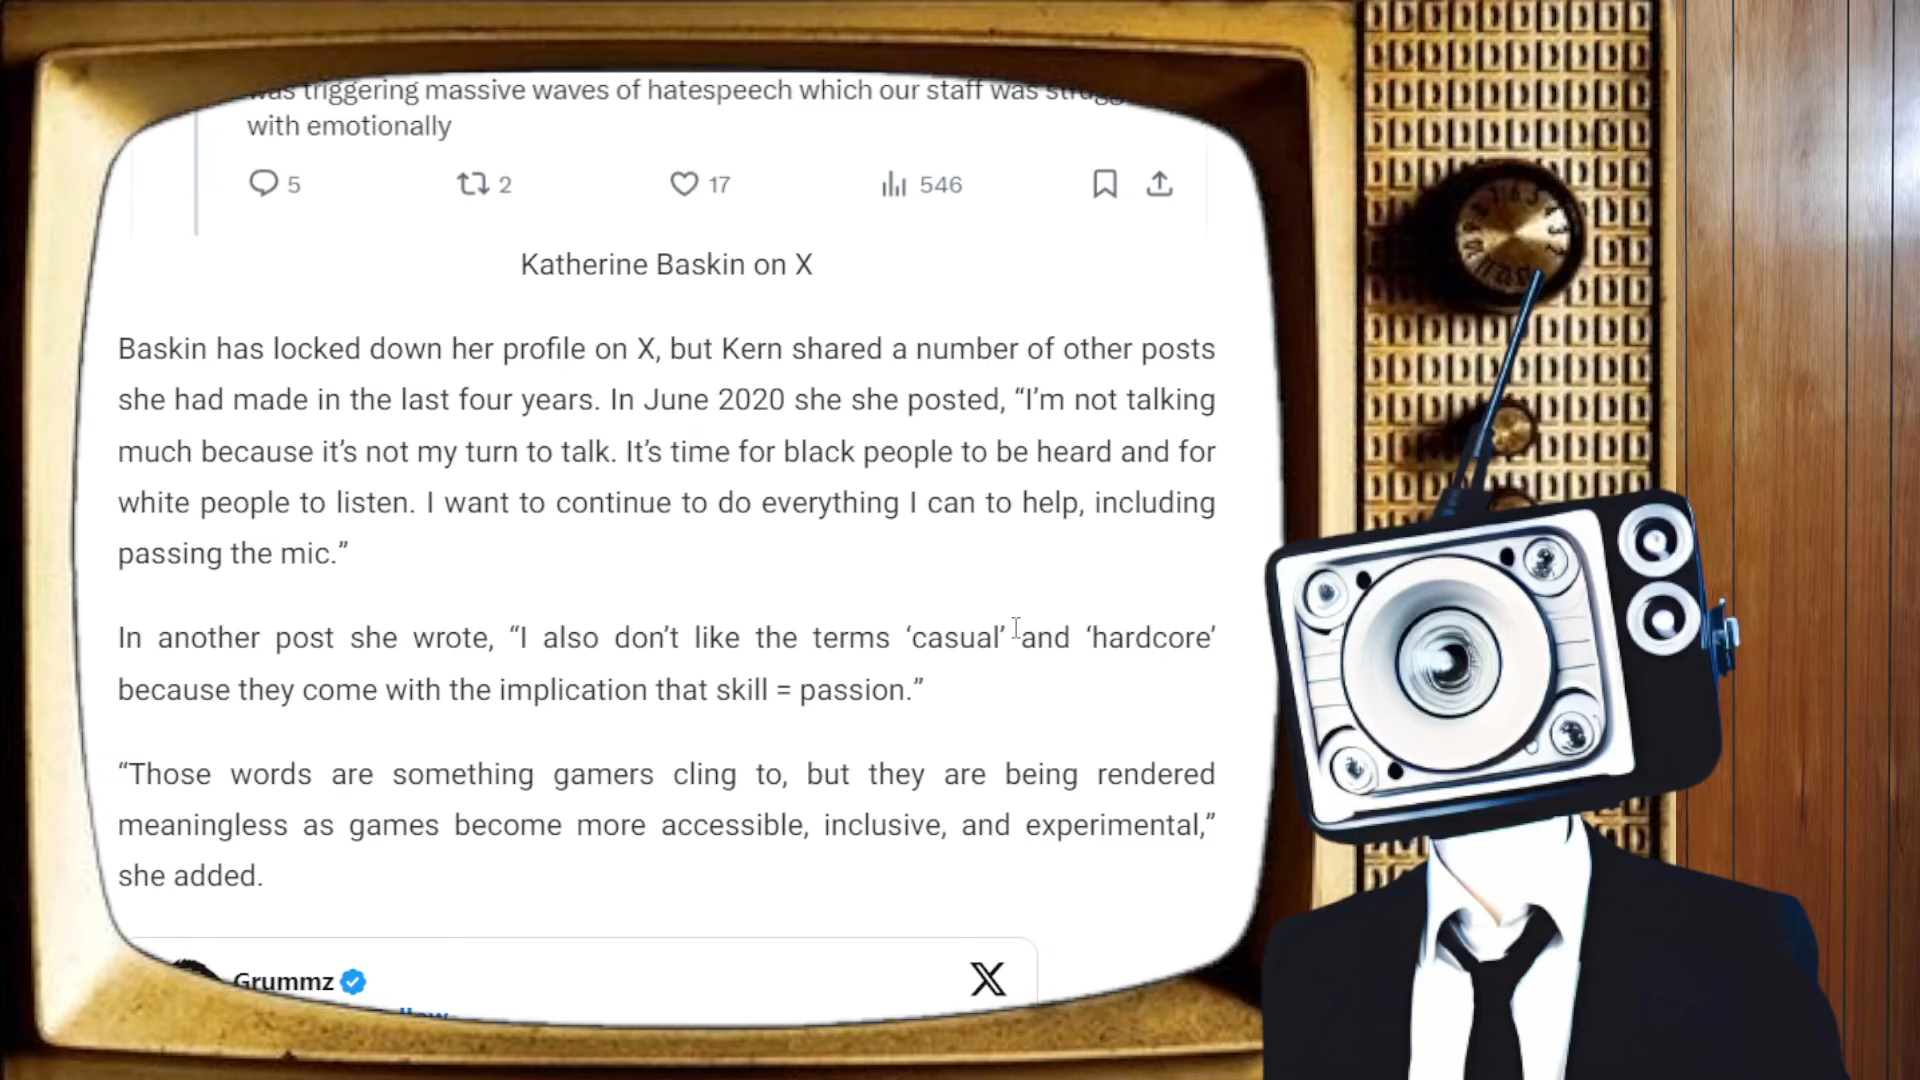 was triggering massive waves of hatespeech which our staff was
with emotionally
5 2 17 546
Katherine Baskin on X
Baskin has locked down her profile on X, but Kern shared a number of other posts
she had made in the last four years. In June 2020 she she posted, “I’m not talking
much because it’s not my turn to talk. It’s time for black people to be heard and for
white people to listen. I want to continue to do everything I can to help, including
passing the mic.”
In another post she wrote, “I also don’t like the terms ‘casual’ and ‘hardcore’
because they come with the implication that skill = passion.”
“Those words are something gamers cling to, but they are being rendered
meaningless as games become more accessible, inclusive, and experimental,”
she added.
Grummz